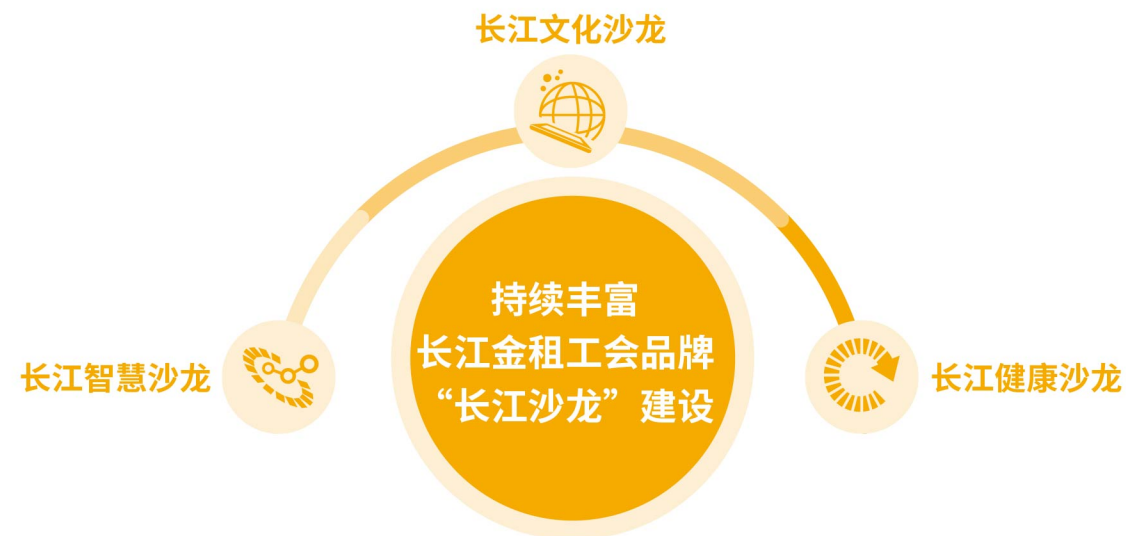 长江文化沙龙
持续丰富
长江金租工会品牌
“长江沙龙”建设
长江智慧沙龙
长江健康沙龙